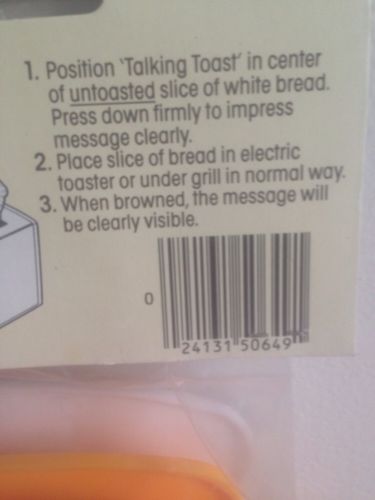 1. Position 'Talking Toast' in center
of untoasted slice of white bread.
Press down firmly to impress
message clearly.
2. Place slice of bread in electric
toaster or under grill in normal way.
3. When browned, the message will
be clearly visible.
0 24131 50649